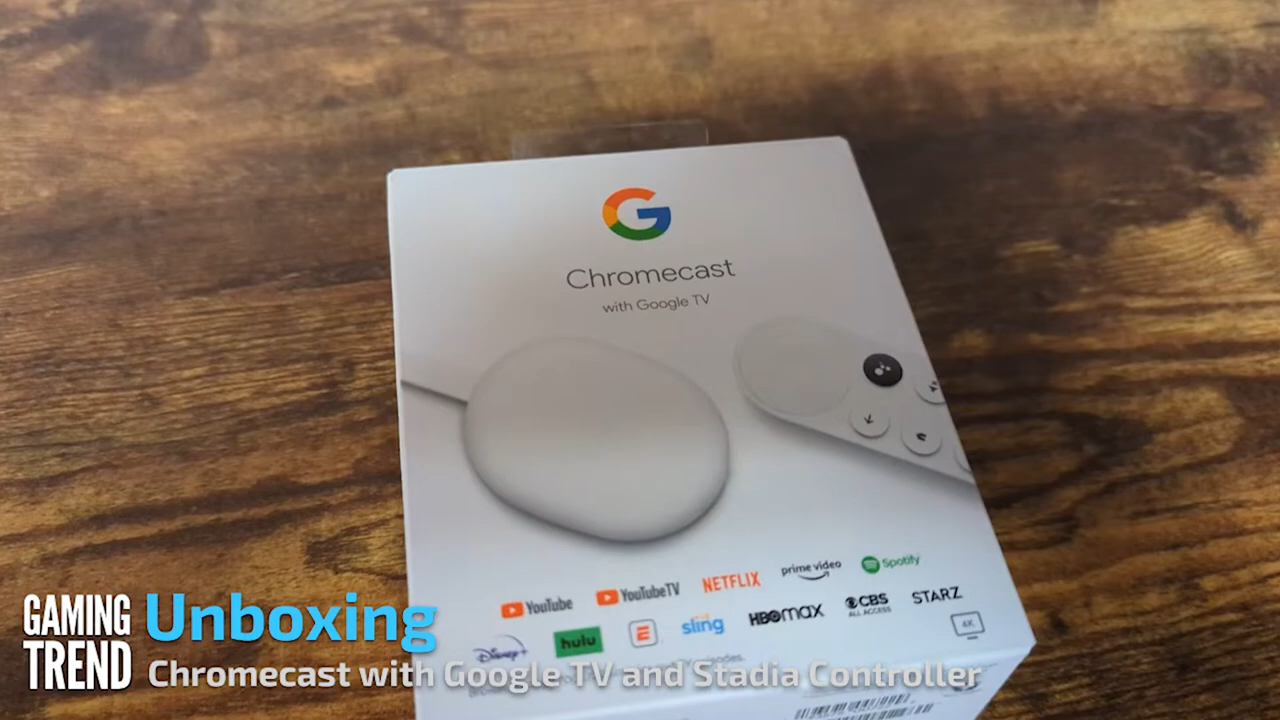 G
Chromecast
with Google TV
YouTube YouTubeTV NETFLIX prime video Spotify
Disney+ hulu E sling HBOMAX CBS ALL ACCESS STARZ
4K
GAMING TREND
Unboxing
Chromecast with Google TV and Stadia Controller